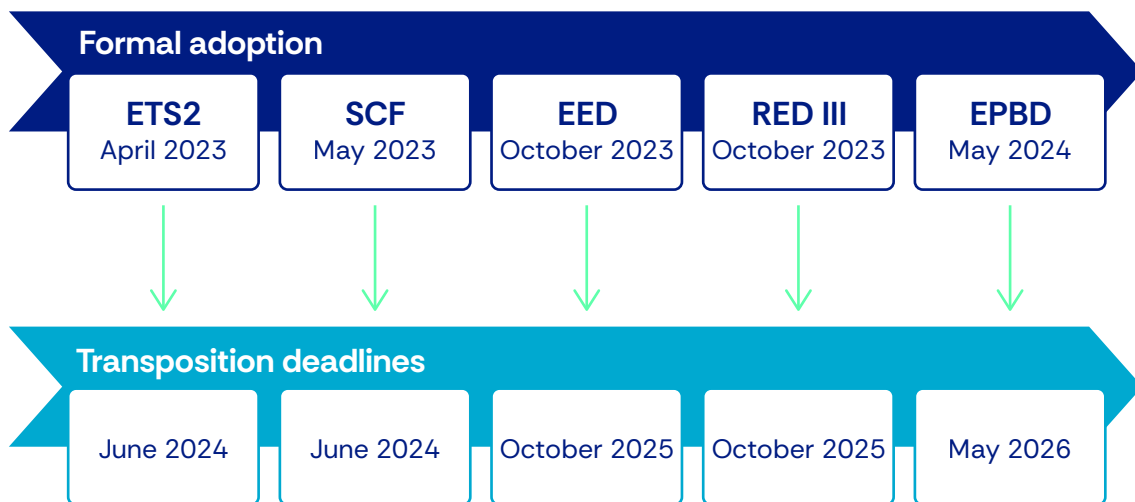 Formal adoption
ETS2
April 2023
SCF
May 2023
EED
October 2023
RED III
October 2023
EPBD
May 2024
Transposition deadlines
June 2024
June 2024
October 2025
October 2025
May 2026